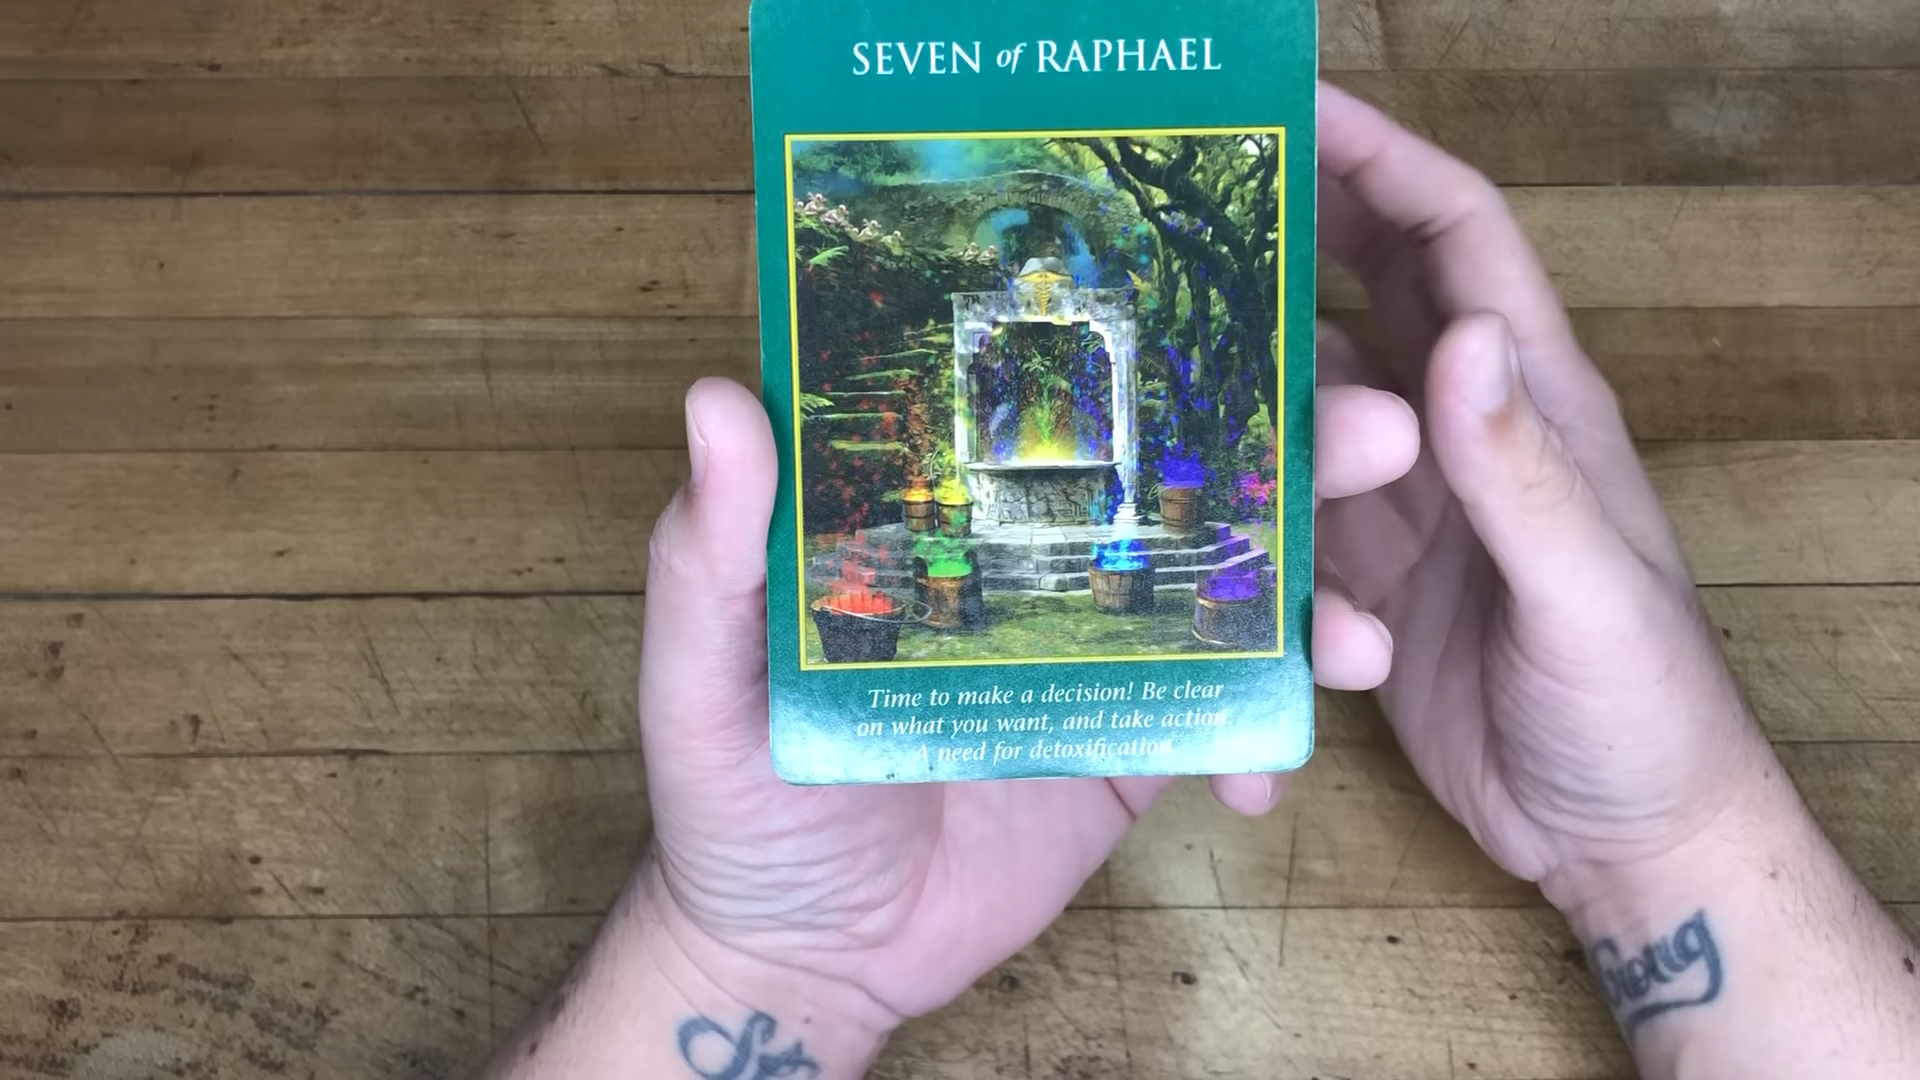 SEVEN of RAPHAEL
Time to make a decision! Be clear
on what you want, and take action.
A need for detoxification.